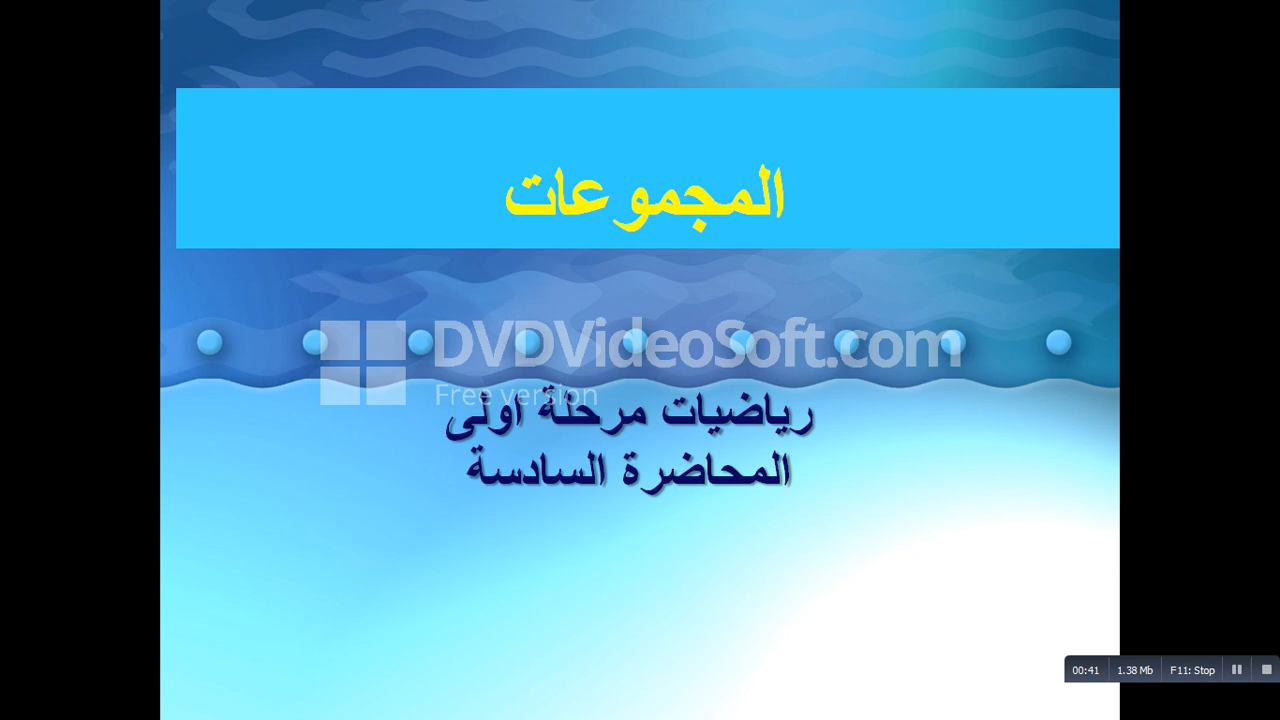 المجموعات
DVDVideoSoft.com
Free version
رياضيات مرحلة اولى
المحاضرة السادسة
00:41 1.38 Mb F11: Stop